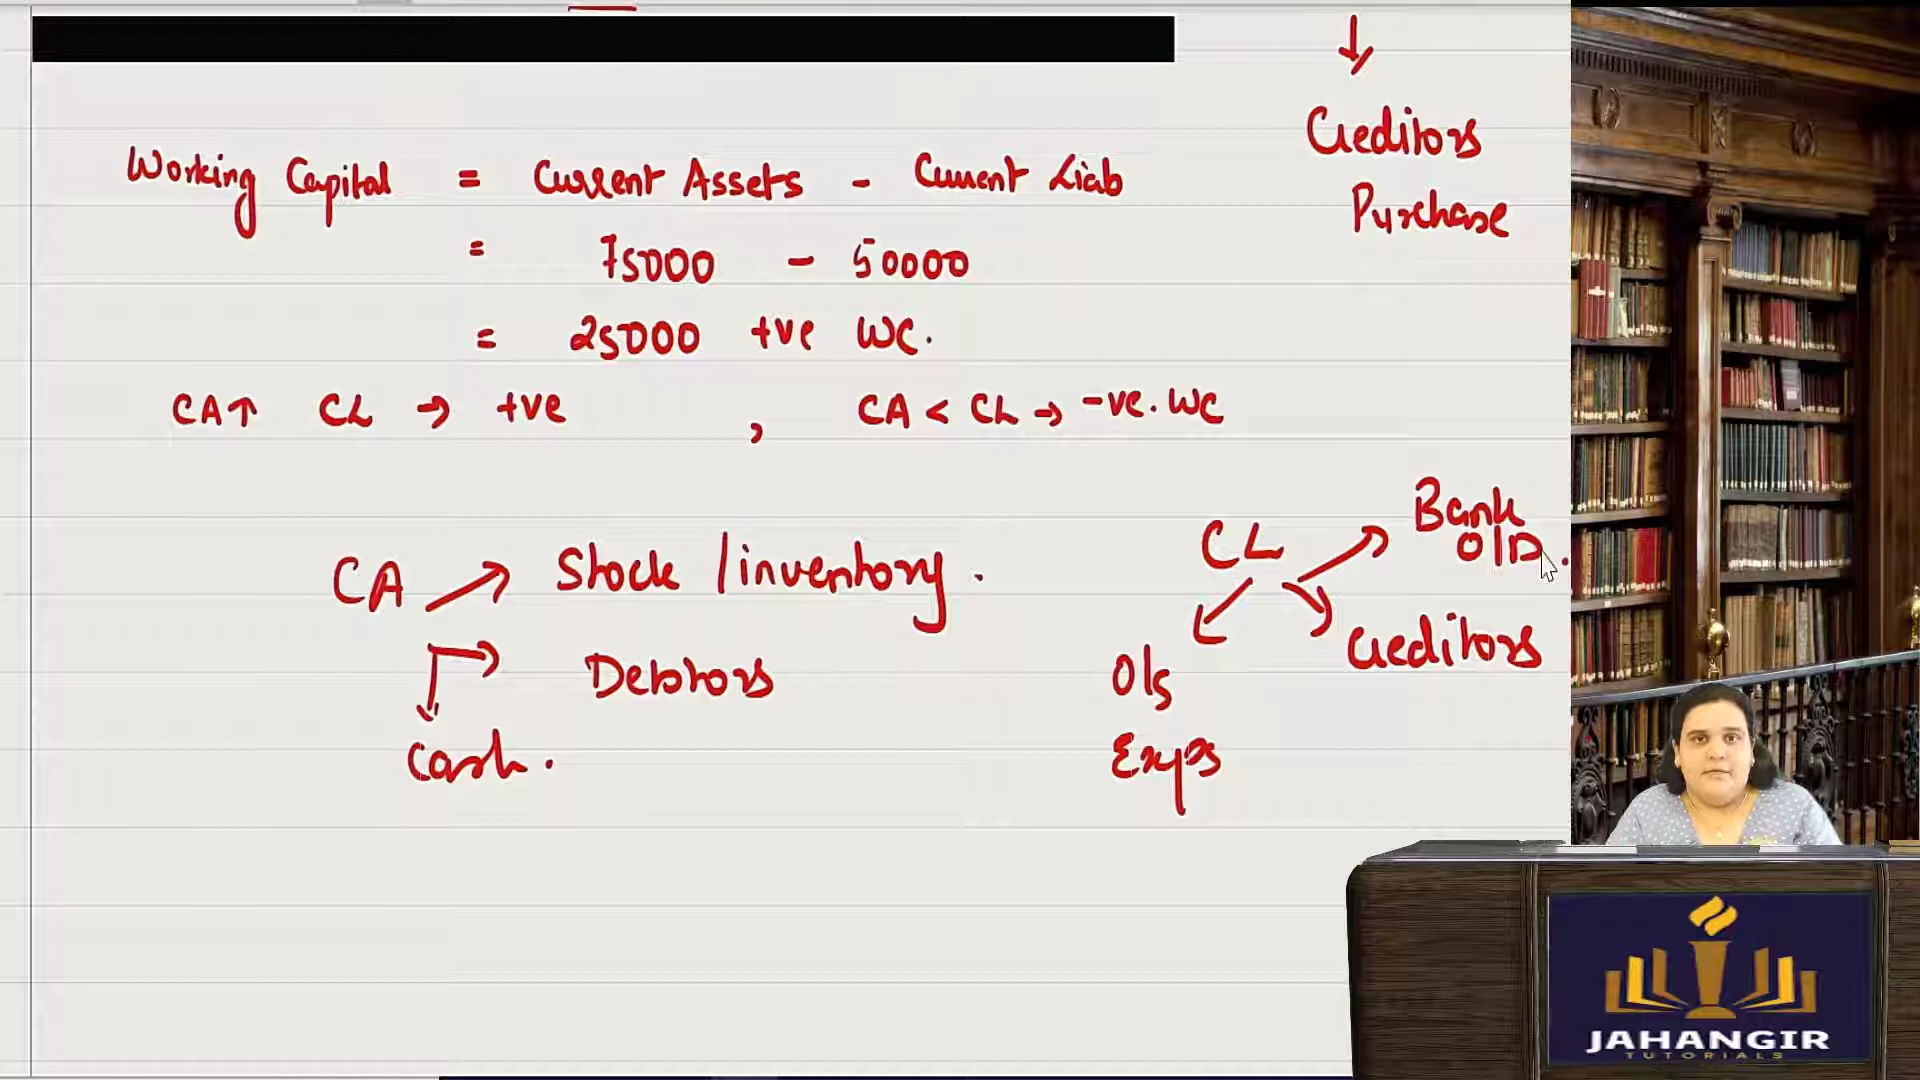 Creditors
Purchase
Working Capital = Current Assets - Current Liab
= 75000 - 50000
= 25000 +ve WC.
CA↑ CL → +ve , CA < CL → -ve. WC
CA → Stock / inventory.
Debtors
Cash.
CL → Bank O/D.
Creditors
O/s
Exps
JAHANGIR
TUTORIALS